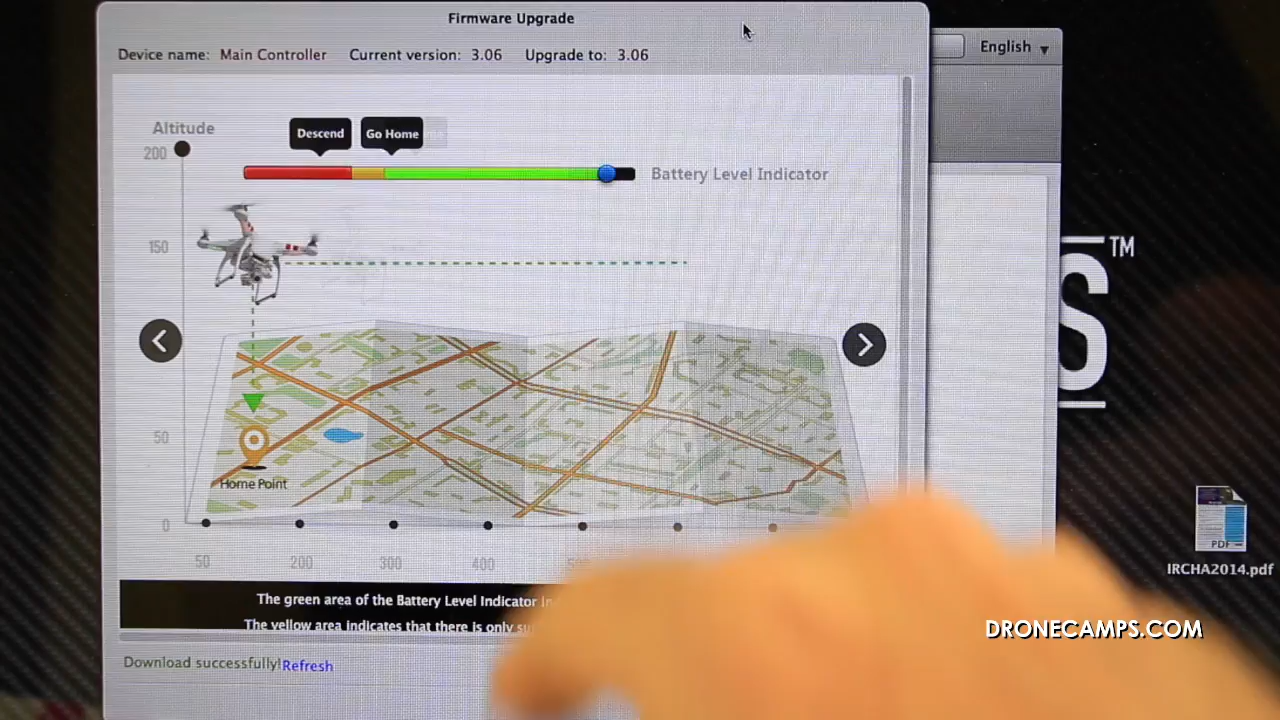 Firmware Upgrade
Device name: Main Controller Current version: 3.06 Upgrade to: 3.06
English
Altitude
200
Descend
Go Home
Battery Level Indicator
150
TM
S
50
Home Point
0
50 200 300 400
The green area of the Battery Level Indicator
The yellow area indicates that there is only
Download successfully!Refresh
PDF
IRCHA2014.pdf
DRONECAMPS.COM